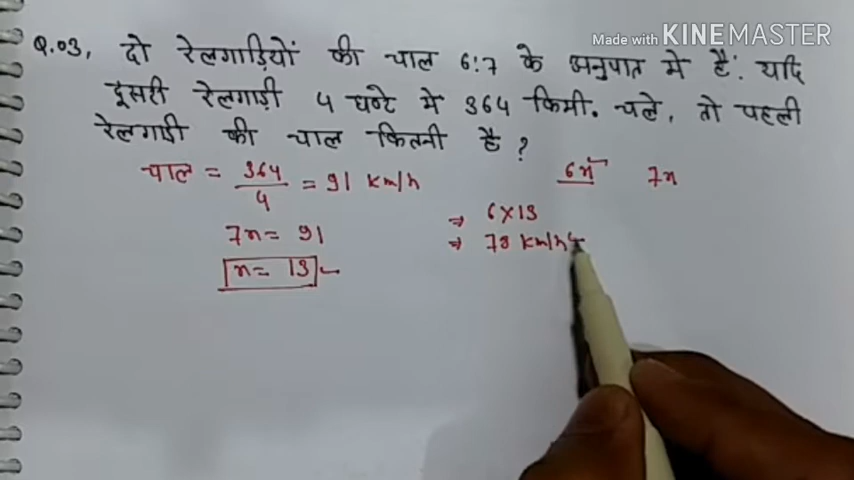 Made with KINEMASTER
Q.03, दो रेलगाड़ियों की चाल 6:7 के अनुपात में है. यदि
दूसरी रेलगाड़ी 4 घण्टे में 364 किमी. चले, तो पहली
रेलगाडी की चाल कितनी है ?
चाल = 364/4 = 91 km/h
6x 7x
7x = 91
⇒ 6×13
x = 13
⇒ 78 km/h